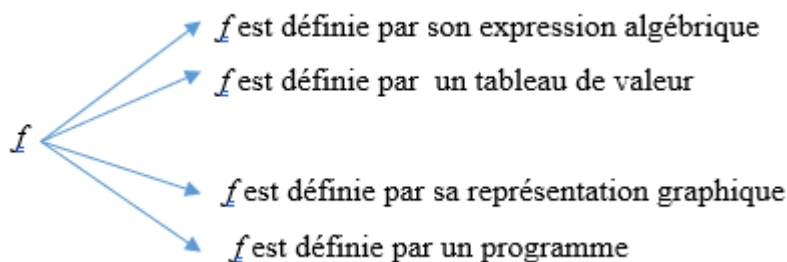 f est définie par son expression algébrique
f est définie par un tableau de valeur
f
f est définie par sa représentation graphique
f est définie par un programme